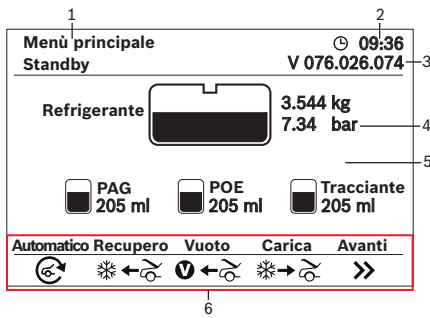 1
2
Menù principale 09:36
Standby V 076.026.074
3
Refrigerante 3.544 kg
7.34 bar
4
5
PAG POE Tracciante
205 ml 205 ml 205 ml
Automatico Recupero Vuoto Carica Avanti
V
6